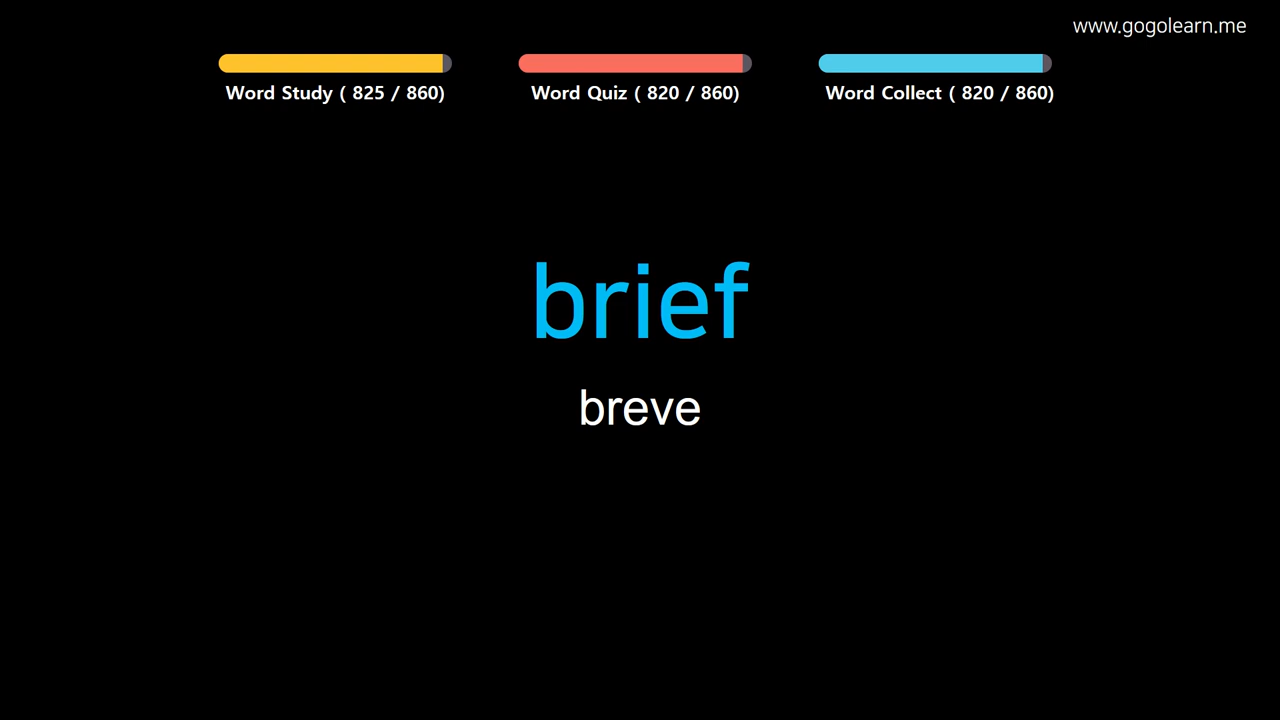 www.gogolearn.me
Word Study ( 825 / 860)
Word Quiz ( 820 / 860)
Word Collect ( 820 / 860)
brief
breve